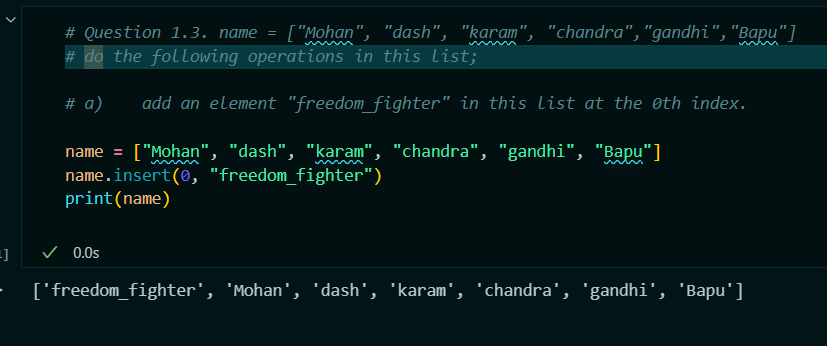 # Question 1.3. name = ["Mohan", "dash", "karam", "chandra","gandhi","Bapu"]
# do the following operations in this list;
# a)    add an element "freedom_fighter" in this list at the 0th index.
name = ["Mohan", "dash", "karam", "chandra", "gandhi", "Bapu"]
name.insert(0, "freedom_fighter")
print(name)
]
0.0s
['freedom_fighter', 'Mohan', 'dash', 'karam', 'chandra', 'gandhi', 'Bapu']